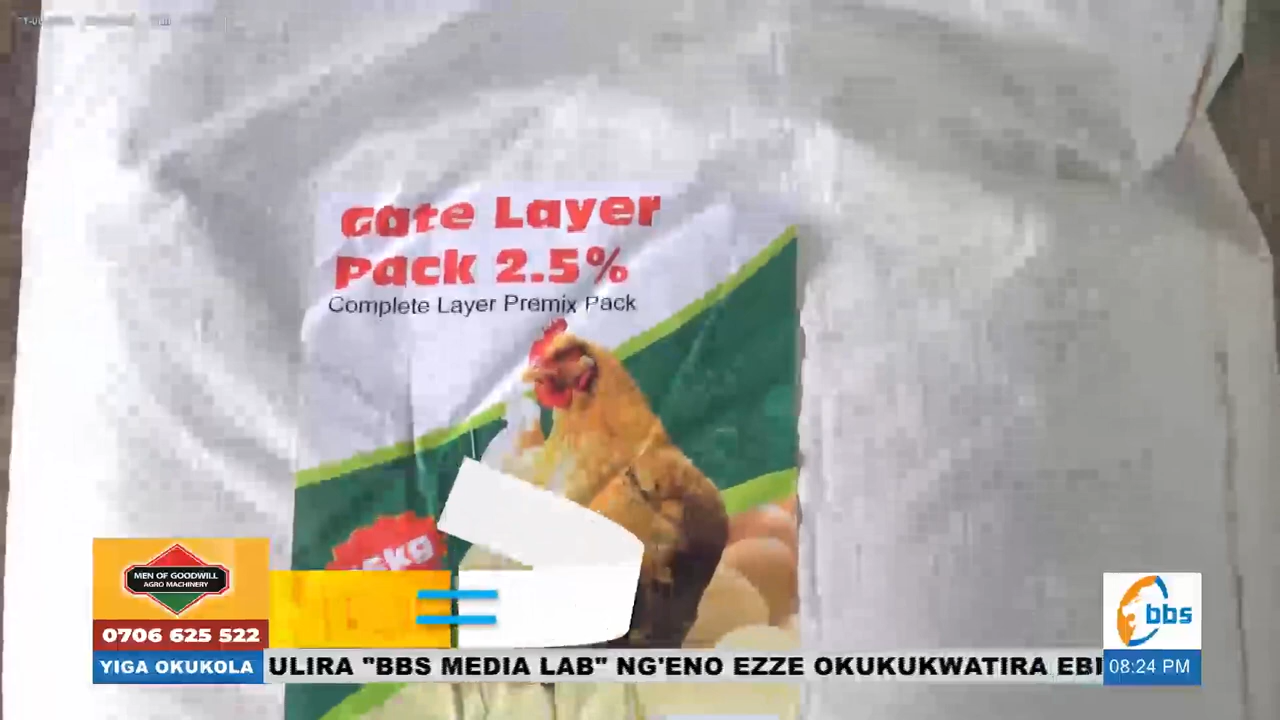 Gate Layer
Pack 2.5%
Complete Layer Premix Pack
MEN OF GOODWILL
AGRO MACHINERY
0706 625 522
bbs
YIGA OKUKOLA
ULIRA "BBS MEDIA LAB" NG'ENO EZZE OKUKUKWATIRA EBI
08:24 PM